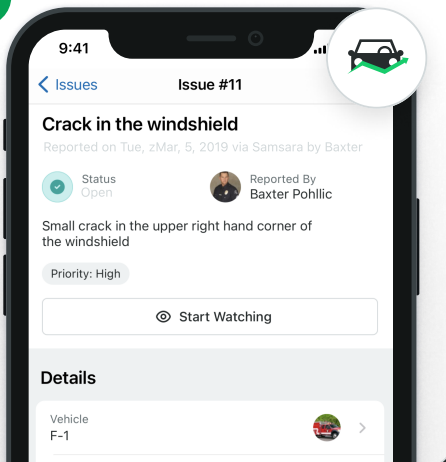 9:41
Issues
Issue #11
Crack in the windshield
Reported on Tue, zMar, 5, 2019 via Samsara by Baxter
Status
Open
Reported By
Baxter Pohllic
Small crack in the upper right hand corner of
the windshield
Priority: High
Start Watching
Details
Vehicle
F-1